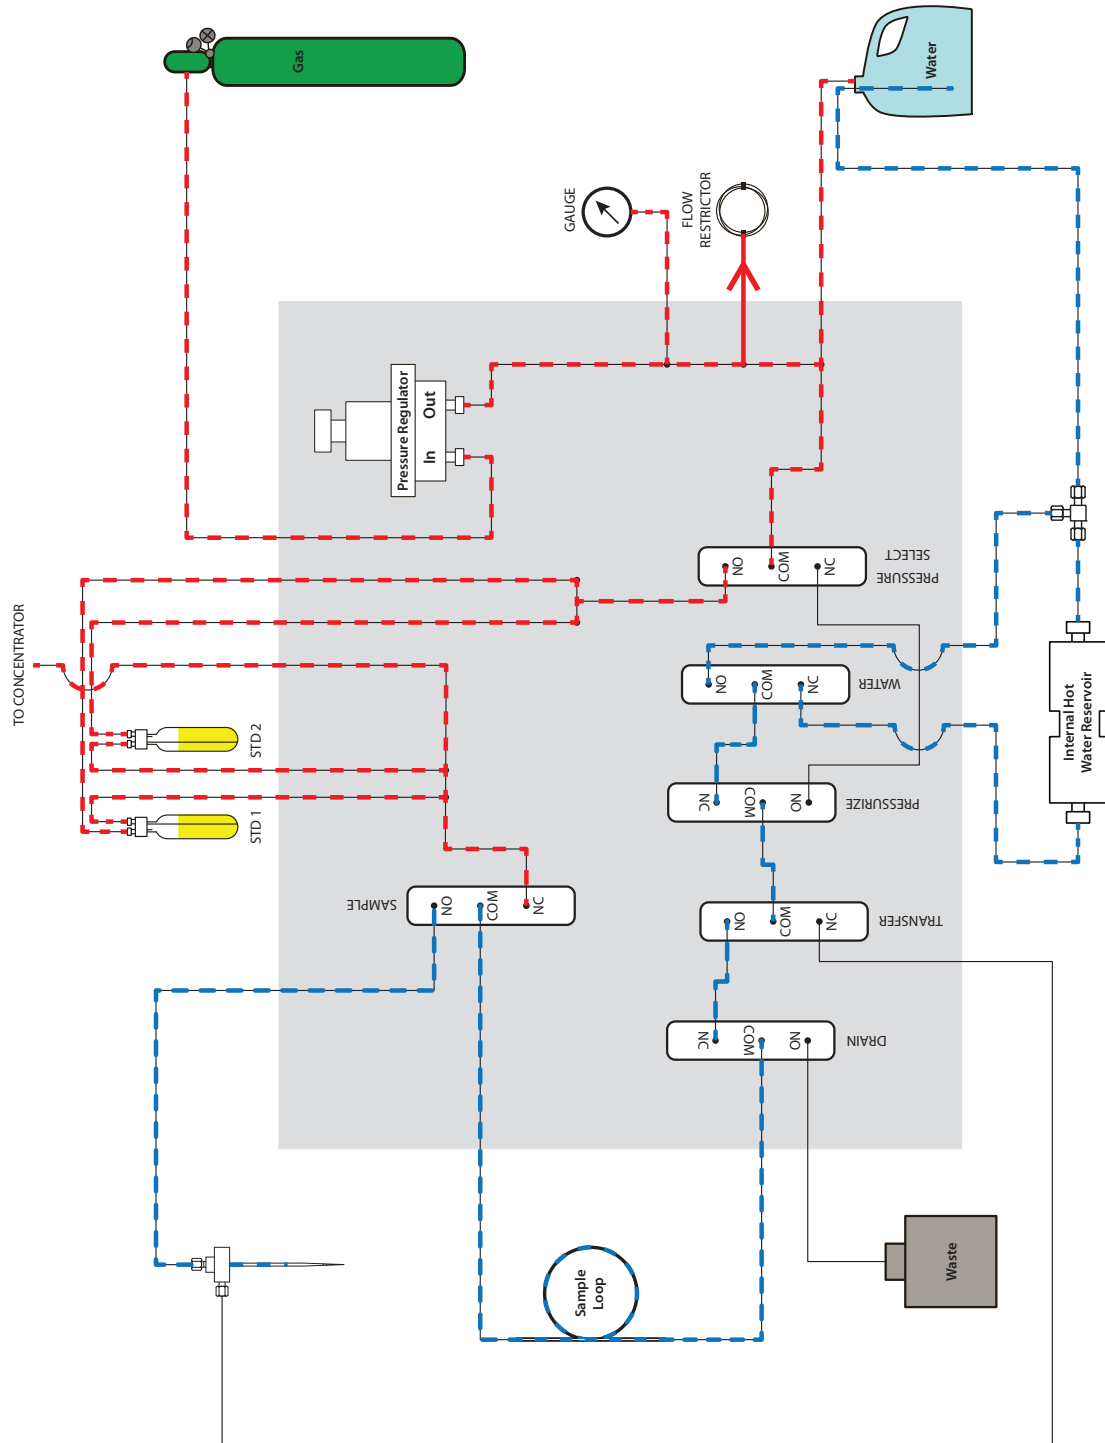 Gas
Water
GAUGE
FLOW
RESTRICTOR
Pressure Regulator
In
Out
TO CONCENTRATOR
STD 2
STD 1
PRESSURE
SELECT
NO
COM
NC
WATER
NO
COM
NC
PRESSURIZE
NC
COM
NO
TRANSFER
NO
COM
NC
DRAIN
NC
COM
NO
SAMPLE
NO
COM
NC
Internal Hot
Water Reservoir
Sample
Loop
Waste